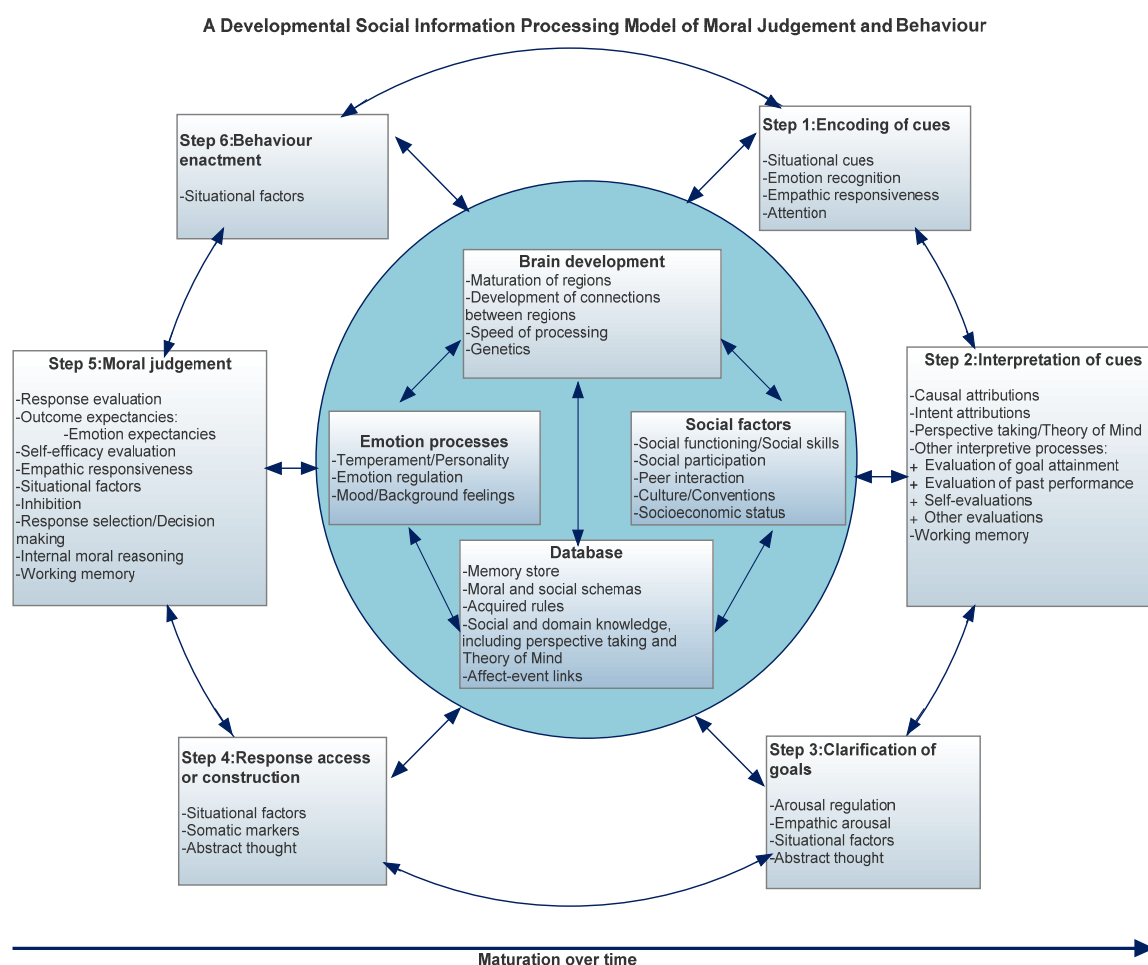 A Developmental Social Information Processing Model of Moral Judgement and Behaviour
Step 6:Behaviour
enactment
-Situational factors
Step 1:Encoding of cues
-Situational cues
-Emotion recognition
-Empathic responsiveness
-Attention
Brain development
-Maturation of regions
-Development of connections
between regions
-Speed of processing
-Genetics
Step 5:Moral judgement
-Response evaluation
-Outcome expectancies:
-Emotion expectancies
-Self-efficacy evaluation
-Empathic responsiveness
-Situational factors
-Inhibition
-Response selection/Decision
making
-Internal moral reasoning
-Working memory
Emotion processes
-Temperament/Personality
-Emotion regulation
-Mood/Background feelings
Social factors
-Social functioning/Social skills
-Social participation
-Peer interaction
-Culture/Conventions
-Socioeconomic status
Step 2:Interpretation of cues
-Causal attributions
-Intent attributions
-Perspective taking/Theory of Mind
-Other interpretive processes:
+ Evaluation of goal attainment
+ Evaluation of past performance
+ Self-evaluations
+ Other evaluations
-Working memory
Database
-Memory store
-Moral and social schemas
-Acquired rules
-Social and domain knowledge,
including perspective taking and
Theory of Mind
-Affect-event links
Step 4:Response access
or construction
-Situational factors
-Somatic markers
-Abstract thought
Step 3:Clarification of
goals
-Arousal regulation
-Empathic arousal
-Situational factors
-Abstract thought
Maturation over time